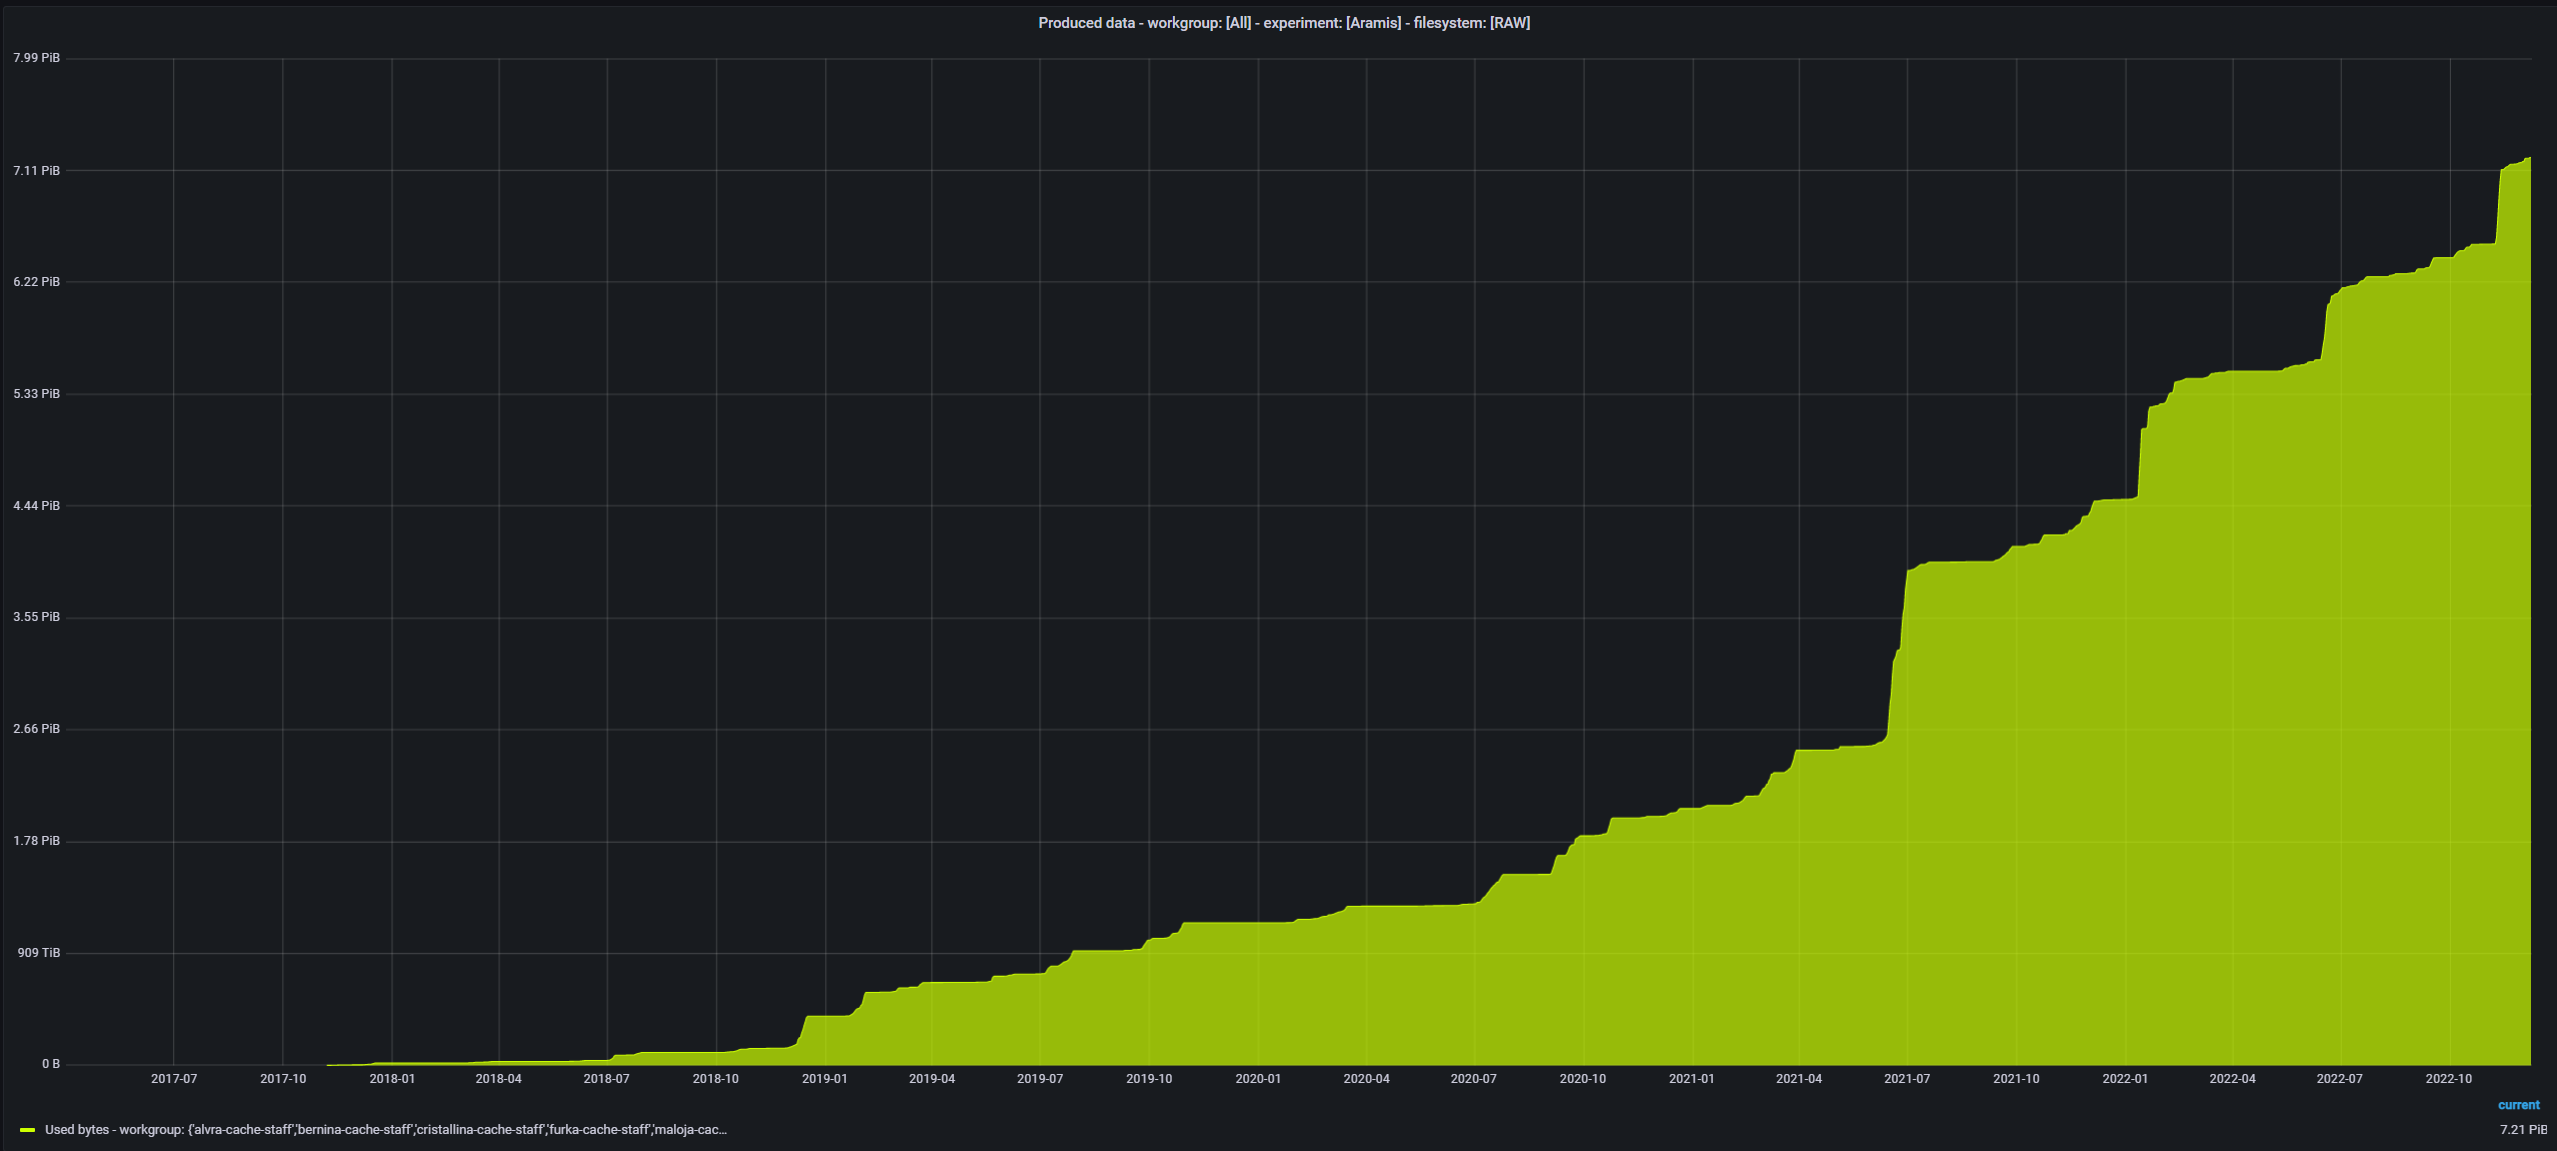 Produced data - workgroup: [All] - experiment: [Aramis] - filesystem: [RAW]
7.99 PiB
7.11 PiB
6.22 PiB
5.33 PiB
4.44 PiB
3.55 PiB
2.66 PiB
1.78 PiB
909 TiB
0 B
2017-07 2017-10 2018-01 2018-04 2018-07 2018-10 2019-01 2019-04 2019-07 2019-10 2020-01 2020-04 2020-07 2020-10 2021-01 2021-04 2021-07 2021-10 2022-01 2022-04 2022-07 2022-10
current
Used bytes - workgroup: {'alvra-cache-staff','bernina-cache-staff','cristallina-cache-staff','furka-cache-staff','maloja-cac... 7.21 PiB